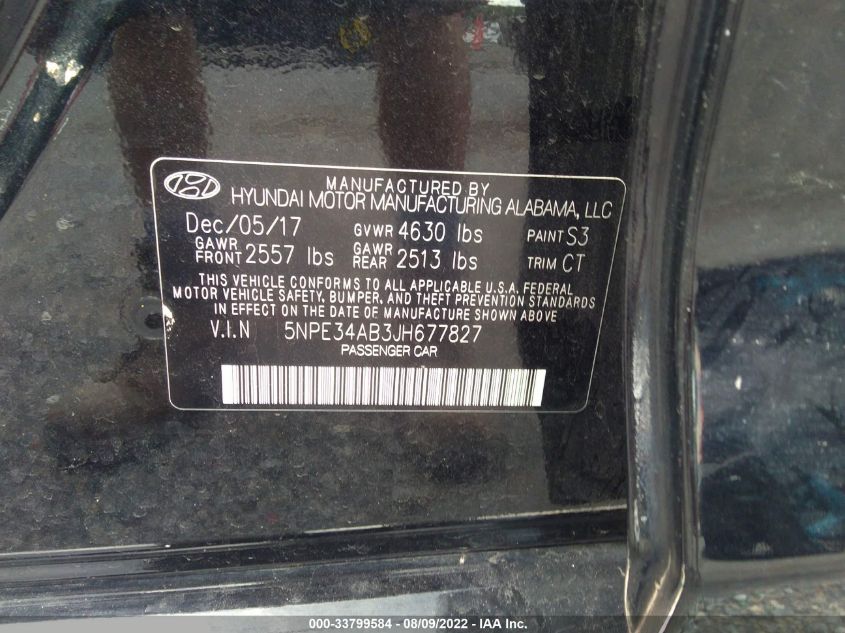 MANUFACTURED BY
HYUNDAI MOTOR MANUFACTURING ALABAMA, LLC
Dec/05/17 GVWR 4630 lbs PAINT S3
GAWR FRONT 2557 lbs GAWR REAR 2513 lbs TRIM CT
THIS VEHICLE CONFORMS TO ALL APPLICABLE U.S.A. FEDERAL
MOTOR VEHICLE SAFETY, BUMPER, AND THEFT PREVENTION STANDARDS
IN EFFECT ON THE DATE OF MANUFACTURE SHOWN ABOVE
V.I.N 5NPE34AB3JH677827
PASSENGER CAR
000-33799584 - 08/09/2022 - IAA Inc.